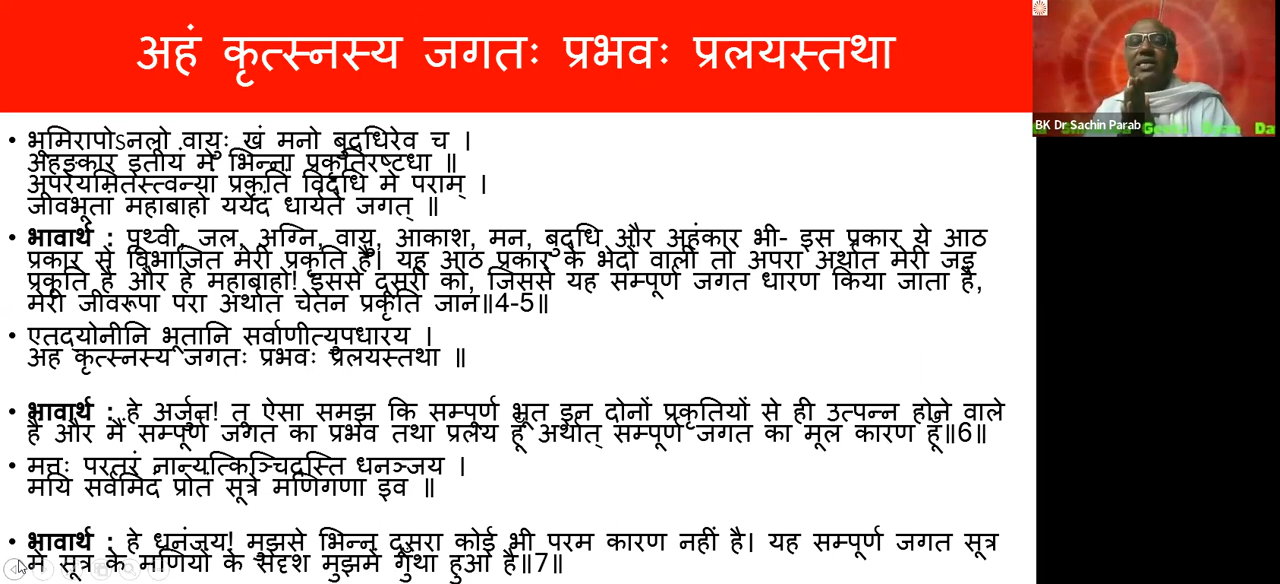 अहं कृत्स्नस्य जगतः प्रभवः प्रलयस्तथा
BK Dr Sachin Parab
• भूमिरापोऽनलो वायुः खं मनो बुद्धिरेव च ।
अहङ्कार इतीयं मे भिन्ना प्रकृतिरष्टधा ॥
अपरेयमितस्त्वन्यां प्रकृतिं विद्धि मे पराम् ।
जीवभूतां महाबाहो ययेदं धार्यते जगत् ॥
• भावार्थ : पृथ्वी, जल, अग्नि, वायु, आकाश, मन, बुद्धि और अहंकार भी- इस प्रकार ये आठ
प्रकार से विभाजित मेरी प्रकृति है। यह आठ प्रकार के भेदों वाली तो अपरा अर्थात मेरी जड़
प्रकृति है और हे महाबाहो! इससे दूसरी को, जिससे यह सम्पूर्ण जगत धारण किया जाता है,
मेरी जीवरूपा परा अर्थात चेतन प्रकृति जान॥4-5॥
• एतद्योनीनि भूतानि सर्वाणीत्युपधारय ।
अहं कृत्स्नस्य जगतः प्रभवः प्रलयस्तथा ॥
• भावार्थ : हे अर्जुन! तू ऐसा समझ कि सम्पूर्ण भूत इन दोनों प्रकृतियों से ही उत्पन्न होने वाले
हैं और मैं सम्पूर्ण जगत का प्रभव तथा प्रलय हूँ अर्थात् सम्पूर्ण जगत का मूल कारण हूँ॥6॥
• मत्तः परतरं नान्यत्किञ्चिदस्ति धनञ्जय ।
मयि सर्वमिदं प्रोतं सूत्रे मणिगणा इव ॥
• भावार्थ : हे धनंजय! मुझसे भिन्न दूसरा कोई भी परम कारण नहीं है। यह सम्पूर्ण जगत सूत्र
में सूत्र के मणियों के सदृश मुझमें गुँथा हुआ है॥7॥